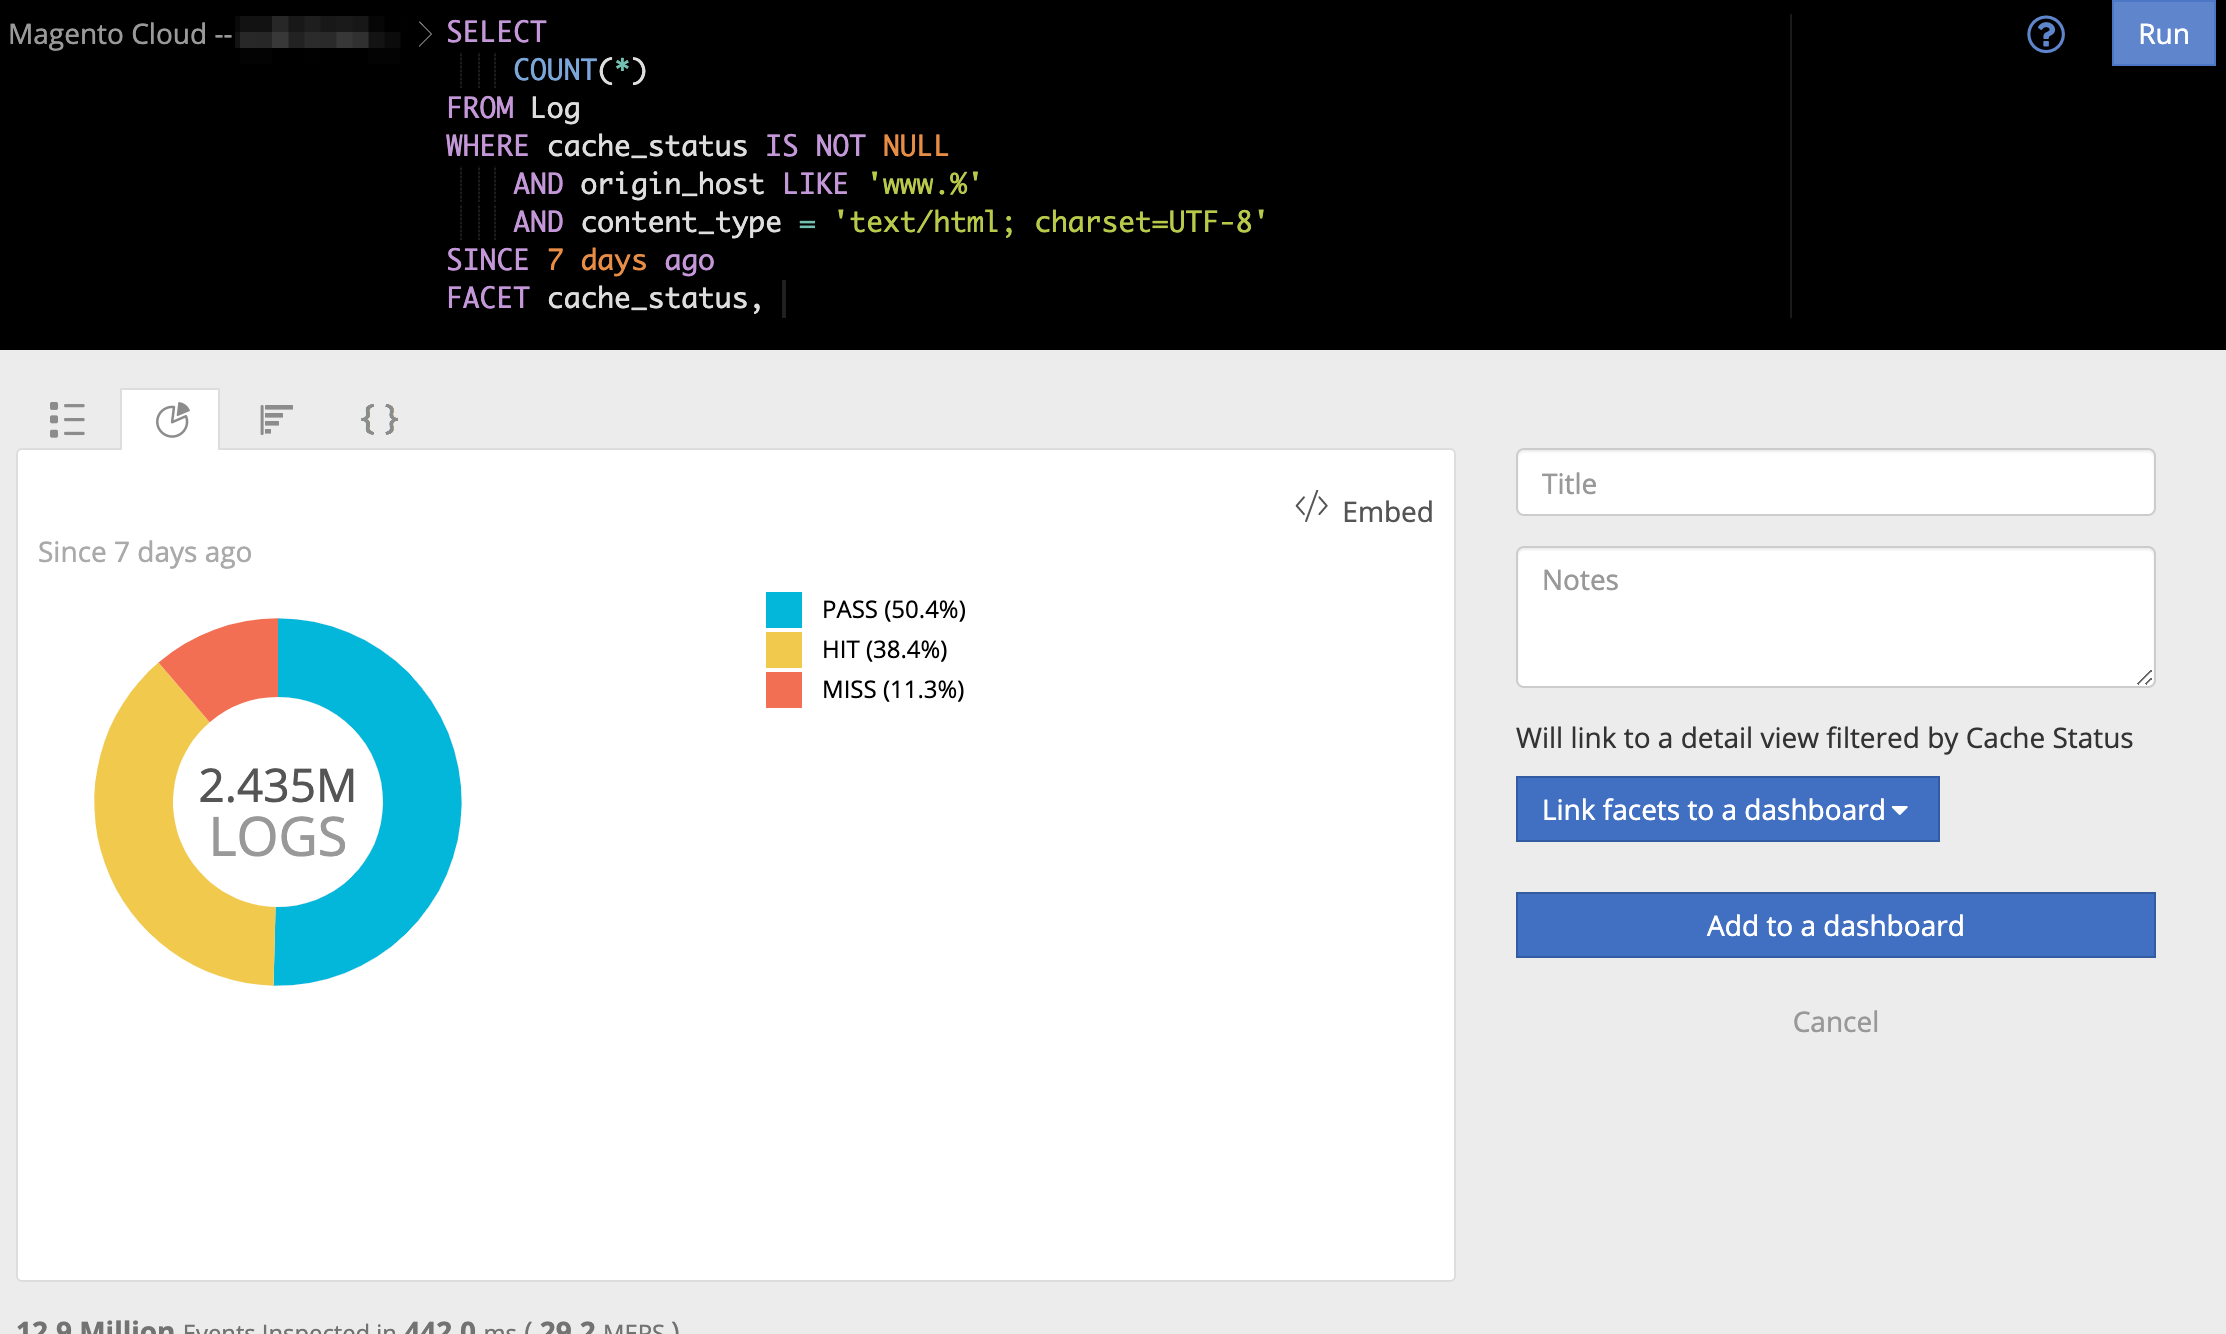 Magento Cloud --
SELECT
COUNT(*)
FROM Log
WHERE cache_status IS NOT NULL
AND origin_host LIKE 'www.%'
AND content_type = 'text/html; charset=UTF-8'
SINCE 7 days ago
FACET cache_status,
?
Run
{}
</> Embed
Since 7 days ago
PASS (50.4%)
HIT (38.4%)
MISS (11.3%)
2.435M
LOGS
Title
Notes
Will link to a detail view filtered by Cache Status
Link facets to a dashboard
Add to a dashboard
Cancel
12.9 Million Events Inspected in 442.0 ms ( 29.2 MEPS )